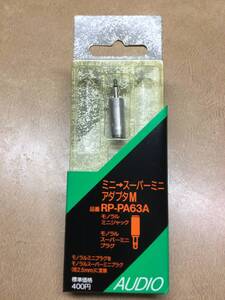 ミニ→スーパーミニ
アダプタM
品番 RP-PA63A
モノラル
ミニジャック
モノラル
スーパーミニ
プラグ
モノラルミニプラグを
モノラルスーパーミニプラグ
(径2.5mm)に変換
標準価格
400円
AUDIO